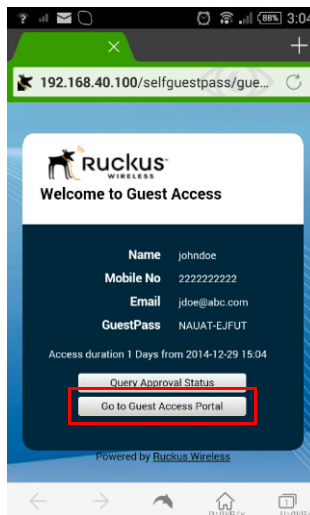 88% 3:04
192.168.40.100/selfguestpass/gue...
RUCKUS
WIRELESS
Welcome to Guest Access
Name johndoe
Mobile No 2222222222
Email jdoe@abc.com
GuestPass NAUAT-EJFUT
Access duration 1 Days from 2014-12-29 15:04
Query Approval Status
Go to Guest Access Portal
Powered by Ruckus Wireless
1